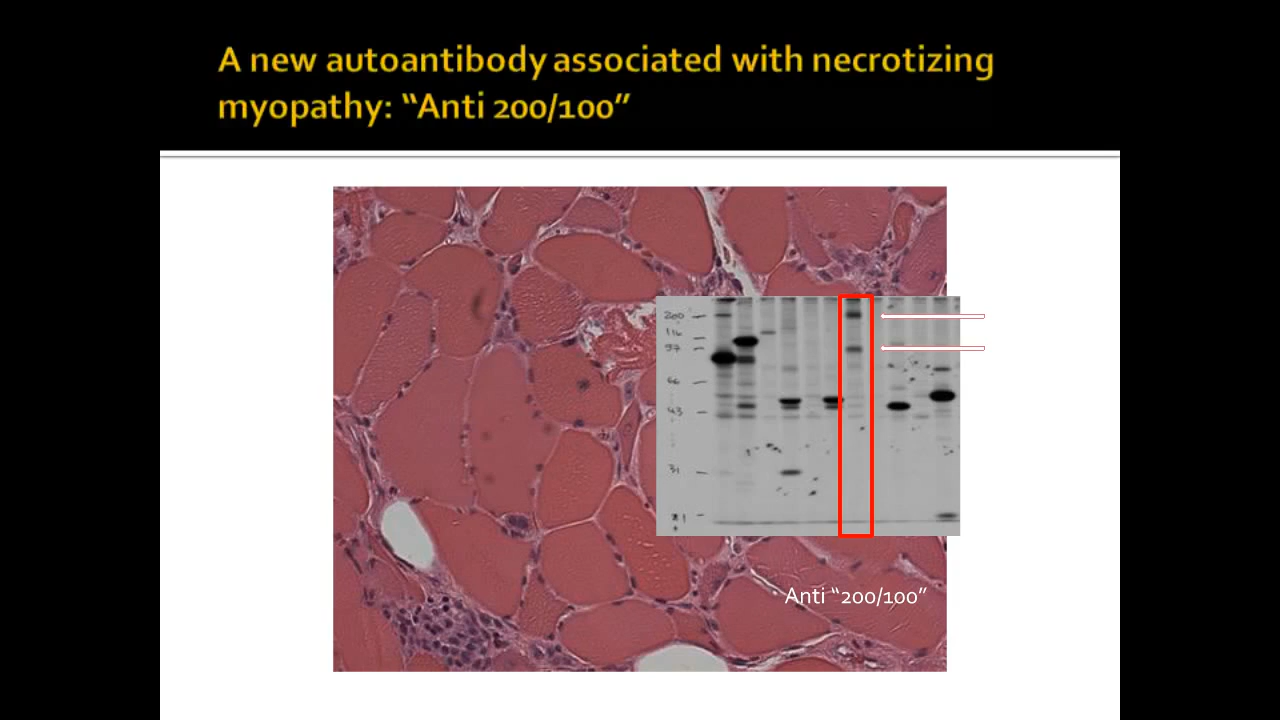 A new autoantibody associated with necrotizing
myopathy: “Anti 200/100”
200
116
97
66
43
31
Anti “200/100”